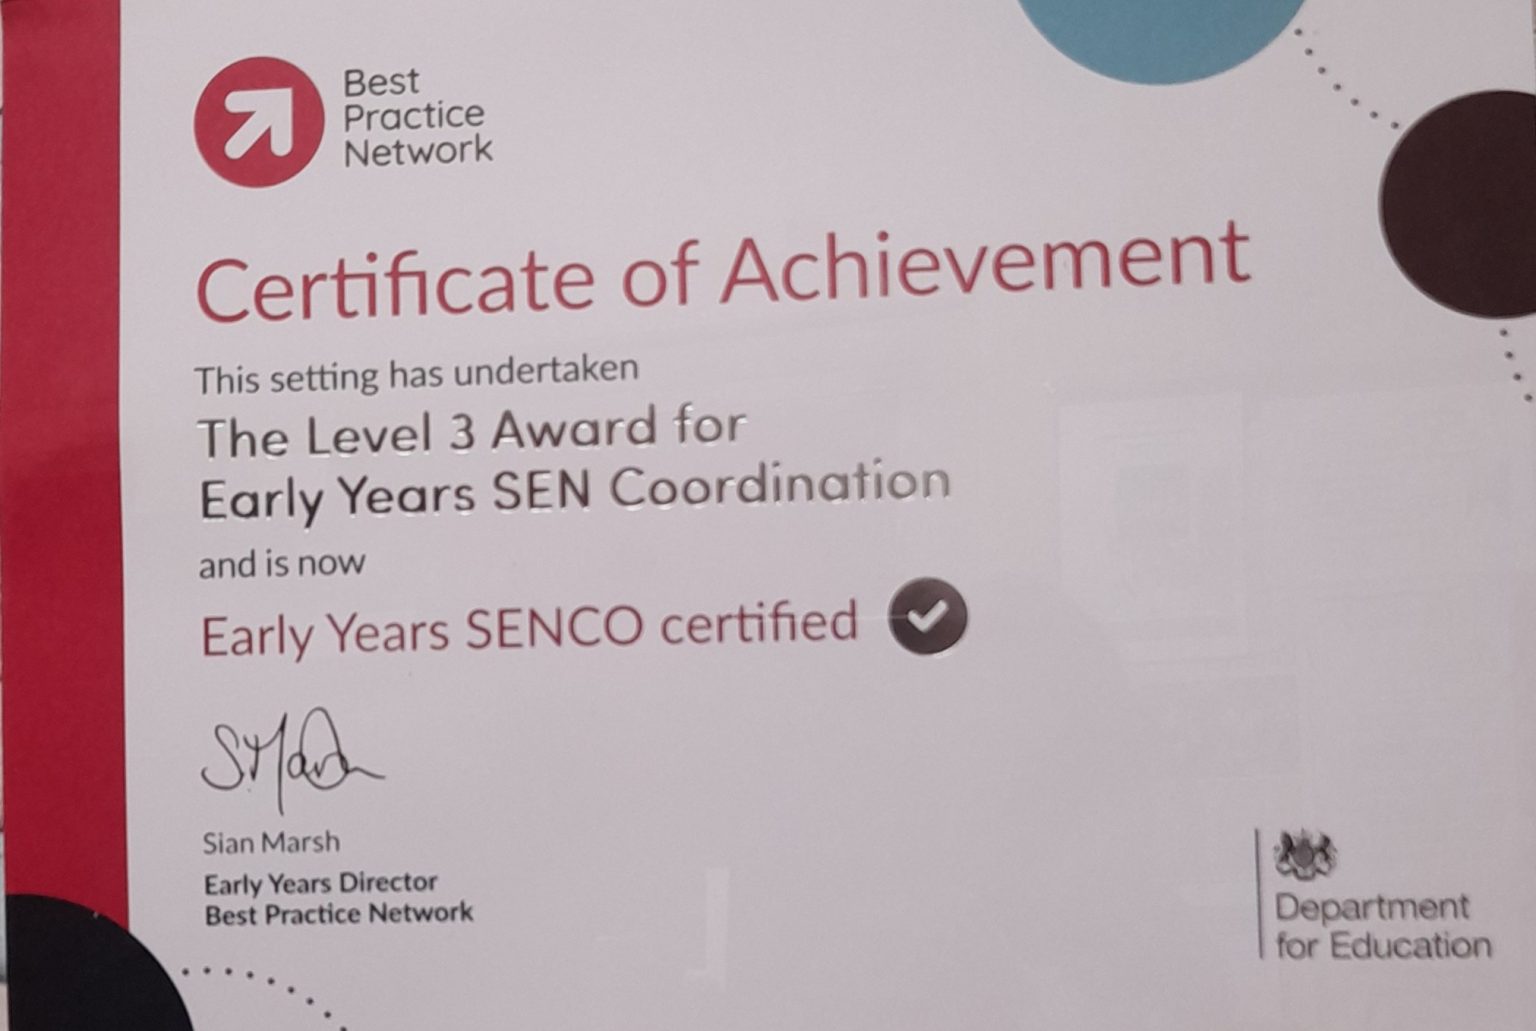 Best
Practice
Network
Certificate of Achievement
This setting has undertaken
The Level 3 Award for
Early Years SEN Coordination
and is now
Early Years SENCO certified
S Marsh
Sian Marsh
Early Years Director
Best Practice Network
Department
for Education